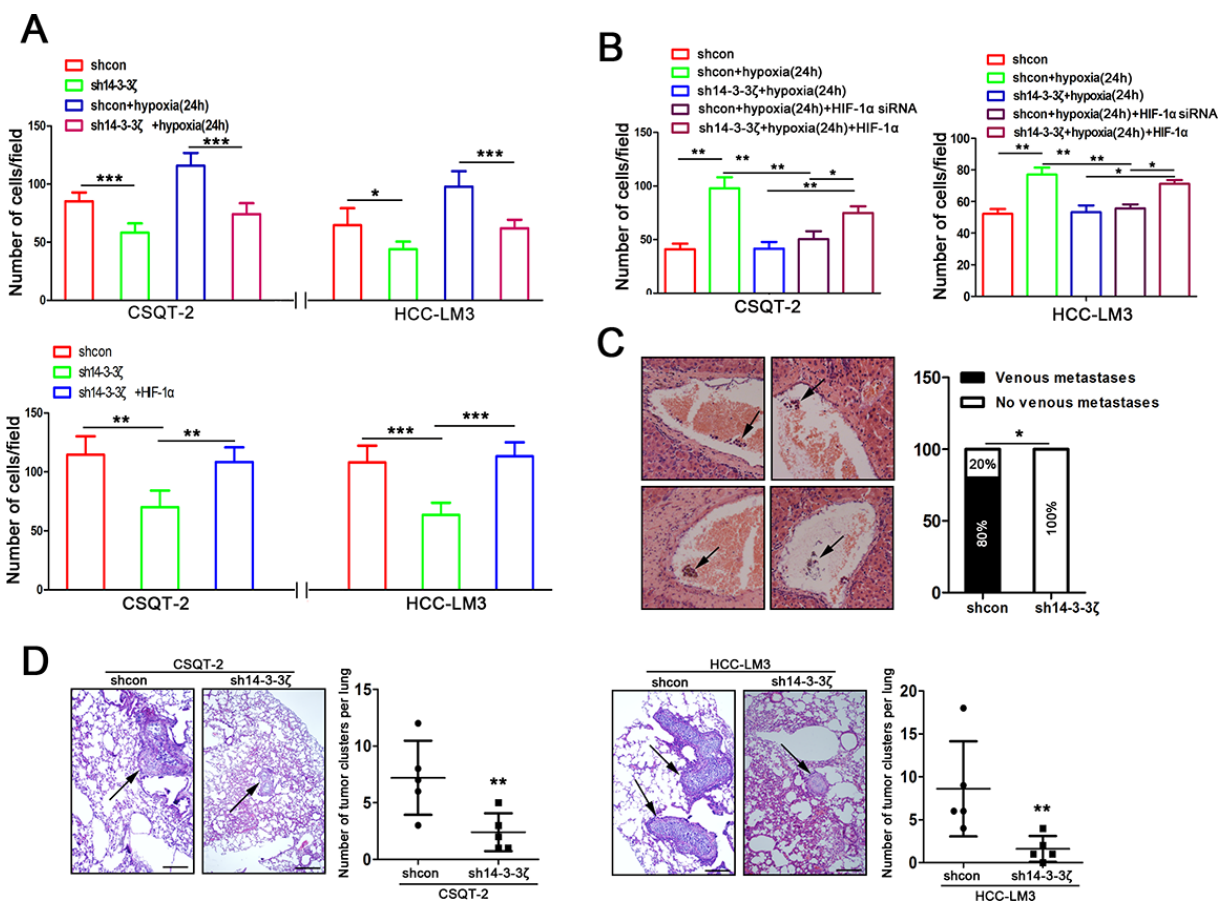 A
shcon
sh14-3-3ζ
shcon+hypoxia(24h)
sh14-3-3ζ +hypoxia(24h)
Number of cells/field
150
100
50
0
***
***
*
***
CSQT-2
HCC-LM3
shcon
sh14-3-3ζ
sh14-3-3ζ +HIF-1α
Number of cells/field
150
100
50
0
**
**
***
***
CSQT-2
HCC-LM3
B
shcon
shcon+hypoxia(24h)
sh14-3-3ζ+hypoxia(24h)
shcon+hypoxia(24h)+HIF-1α siRNA
sh14-3-3ζ+hypoxia(24h)+HIF-1α
Number of cells/field
150
100
50
0
**
**
**
*
**
CSQT-2
shcon
shcon+hypoxia(24h)
sh14-3-3ζ+hypoxia(24h)
shcon+hypoxia(24h)+HIF-1α siRNA
sh14-3-3ζ+hypoxia(24h)+HIF-1α
Number of cells/field
100
80
60
40
20
0
**
**
*
*
HCC-LM3
C
Venous metastases
No venous metastases
150
100
50
0
*
20%
80%
100%
shcon
sh14-3-3ζ
D
CSQT-2
shcon
sh14-3-3ζ
Number of tumor clusters per lung
15
10
5
0
**
shcon
sh14-3-3ζ
CSQT-2
HCC-LM3
shcon
sh14-3-3ζ
Number of tumor clusters per lung
20
15
10
5
0
**
shcon
sh14-3-3ζ
HCC-LM3